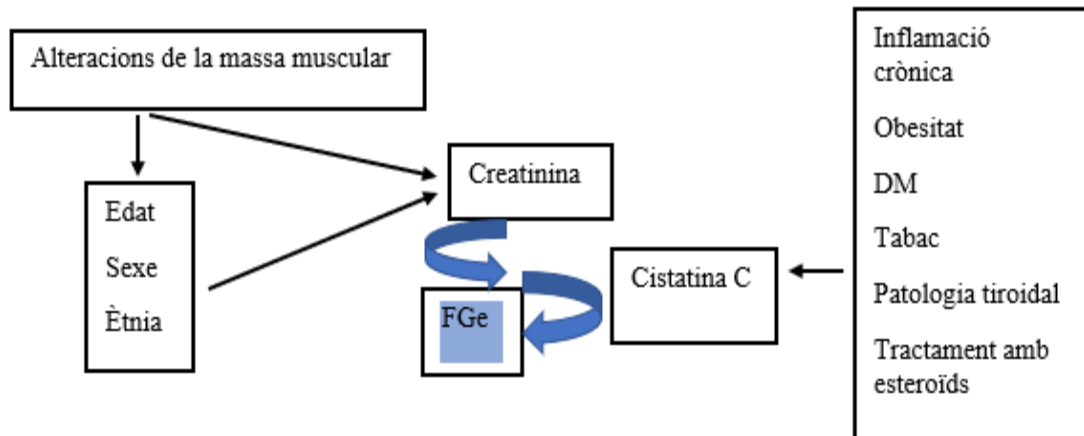 Alteracions de la massa muscular
Edat
Sexe
Ètnia
Creatinina
FGe
Cistatina C
Inflamació
crònica
Obesitat
DM
Tabac
Patologia tiroidal
Tractament amb
esteroïds